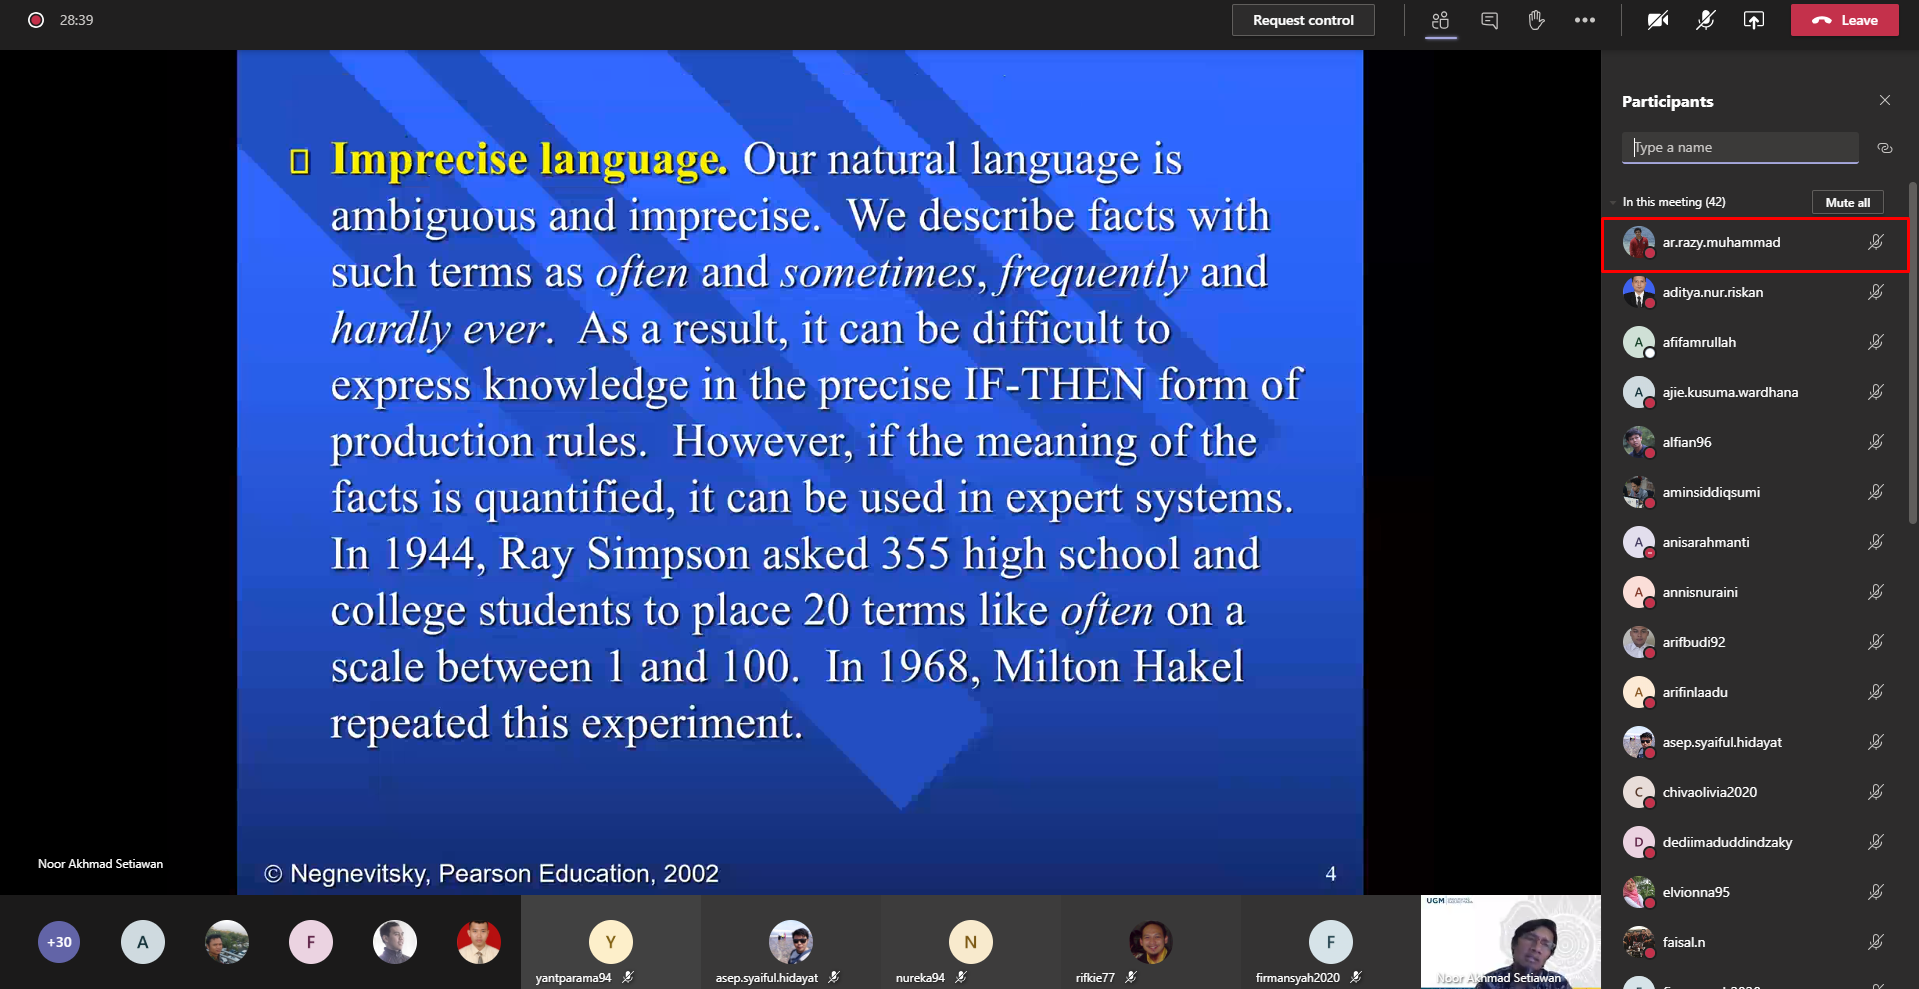 28:39
Request control
Leave
Imprecise language. Our natural language is
ambiguous and imprecise. We describe facts with
such terms as often and sometimes, frequently and
hardly ever. As a result, it can be difficult to
express knowledge in the precise IF-THEN form of
production rules. However, if the meaning of the
facts is quantified, it can be used in expert systems.
In 1944, Ray Simpson asked 355 high school and
college students to place 20 terms like often on a
scale between 1 and 100. In 1968, Milton Hakel
repeated this experiment.
© Negnevitsky, Pearson Education, 2002
4
Noor Akhmad Setiawan
Participants
Type a name
In this meeting (42)
Mute all
ar.razy.muhammad
aditya.nur.riskan
A afifamrullah
A ajie.kusuma.wardhana
alfian96
aminsiddiqsumi
A anisarahmanti
A annisnuraini
arifbudi92
A arifinlaadu
asep.syaiful.hidayat
C chivaolivia2020
D dediimaduddindzaky
elvionna95
faisal.n
+30
A
F
Y
yantparama94
asep.syaiful.hidayat
N
nureka94
rifkie77
F
firmansyah2020
UGM
Noor Akhmad Setiawan